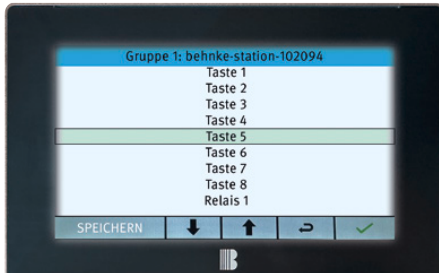 Gruppe 1: behnke-station-102094
Taste 1
Taste 2
Taste 3
Taste 4
Taste 5
Taste 6
Taste 7
Taste 8
Relais 1
SPEICHERN